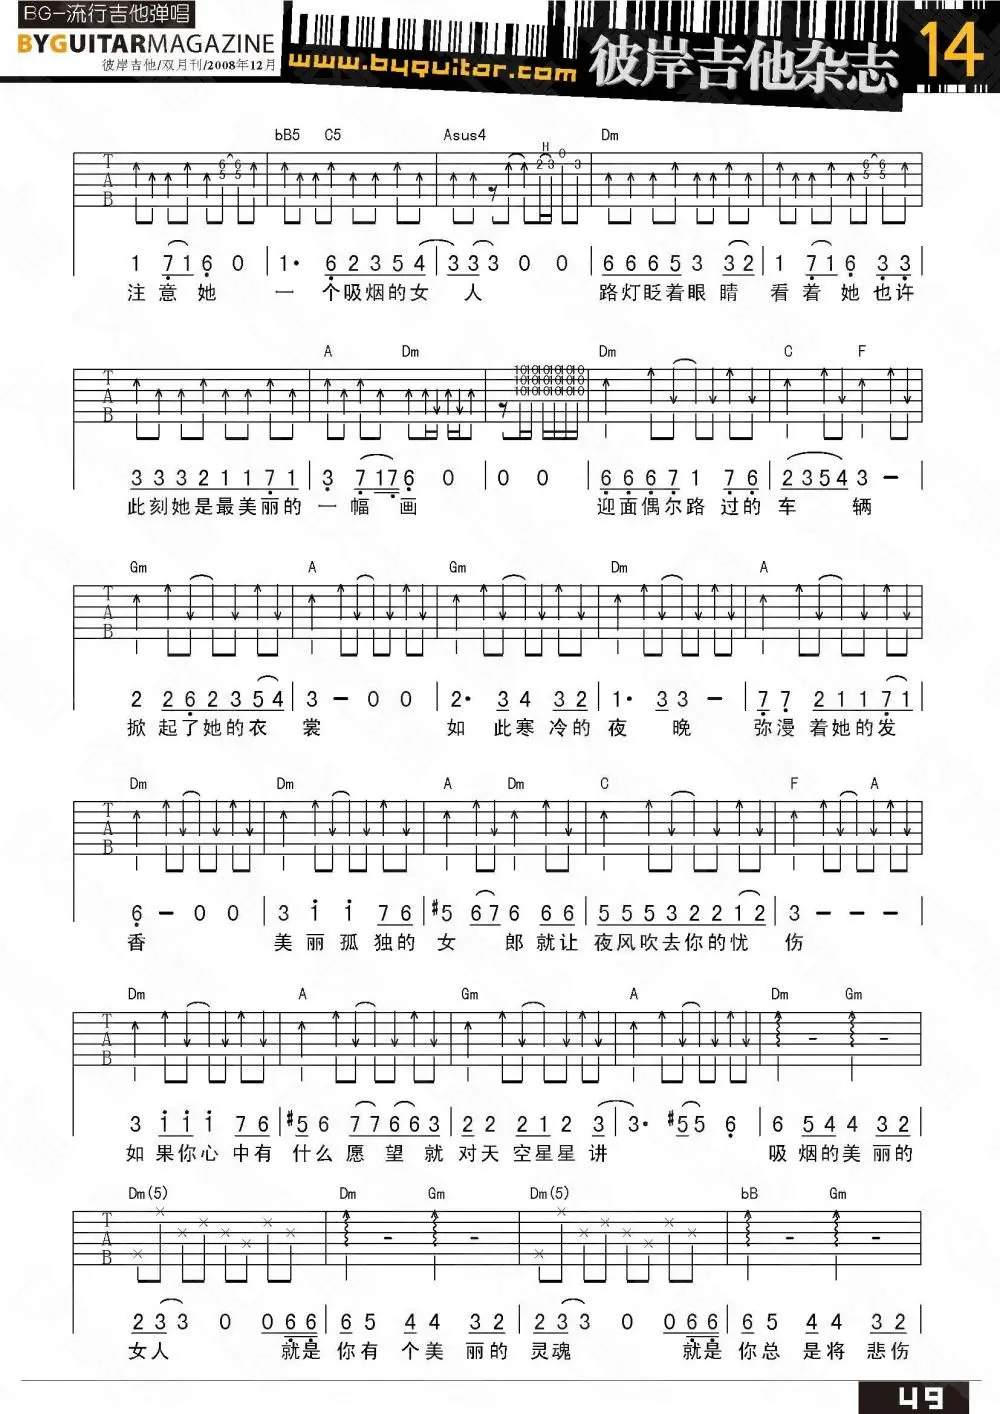 BG-流行吉他弹唱
BYGUITARMAGAZINE
彼岸吉他/双月刊/2008年12月
www.byguitar.com
彼岸吉他杂志
14
bB5 C5 Asus4 Dm
H
T A B
1 7 1 6 0 | 1· 6 2 3 5 4 | 3 3 3 0 0 | 6 6 6 5 3 3 2 | 1 7 1 6 3 3
注意她 一个吸烟的女人 路灯眨着眼睛 看着她也许
A Dm Dm C F
T A B
3 3 3 2 1 1 7 1 | 3 7 1 7 6 0 | 0 0 | 6 6 6 7 1 7 6 | 2 3 5 4 3 –
此刻她是最美丽的一幅画 迎面偶尔路过的车辆
Gm A Gm Dm A
T A B
2 2 6 2 3 5 4 | 3 – 0 0 | 2· 3 4 3 2 | 1· 3 3 – | 7 7 2 1 1 7 1
掀起了她的衣裳 如此寒冷的夜晚 弥漫着她的发
Dm Dm A Dm C F A
T A B
6 – 0 0 | 3 1 1 7 6 | #5 6 7 6 6 6 | 5 5 5 3 2 2 1 2 | 3 – – –
香 美丽孤独的女郎就让夜风吹去你的忧伤
Dm A Gm A Dm Gm
T A B
3 1 1 1 7 6 | #5 6 7 7 6 6 3 | 2 2 2 1 2 3 | 3· #5 5 6 | 6 5 4 4 3 2
如果你心中有什么愿望就对天空星星讲 吸烟的美丽的
Dm(5) Dm Gm Dm(5) bB Gm
T A B
2 3 3 0 0 6 6 | 6 5 4 4 3 2 | 2 3 3 0 0 6 6 | 6 5 4 4 3 2
女人 就是你有个美丽的灵魂 就是你总是将悲伤
49